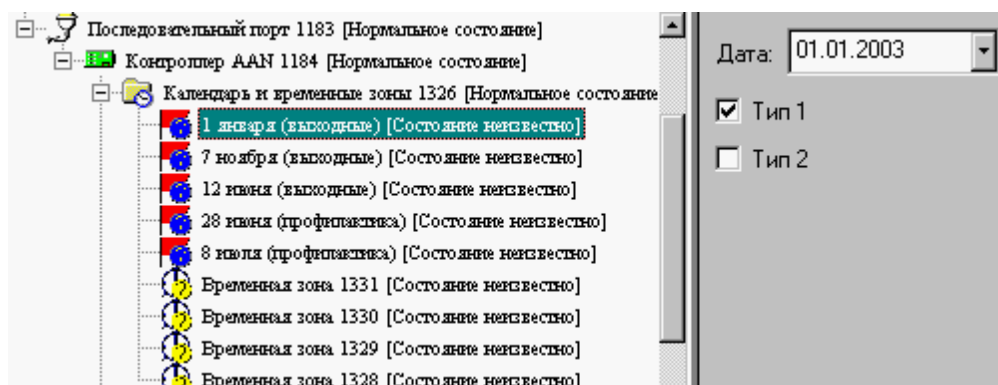 Последовательный порт 1183 [Нормальное состояние]
Контроллер AAN 1184 [Нормальное состояние]
Календарь и временные зоны 1326 [Нормальное состояние
1 января (выходные) [Состояние неизвестно]
7 ноября (выходные) [Состояние неизвестно]
12 июня (выходные) [Состояние неизвестно]
28 июня (профилактика) [Состояние неизвестно]
8 июля (профилактика) [Состояние неизвестно]
Временная зона 1331 [Состояние неизвестно]
Временная зона 1330 [Состояние неизвестно]
Временная зона 1329 [Состояние неизвестно]
Временная зона 1328 [Состояние неизвестно]
Дата: 01.01.2003
Тип 1
Тип 2